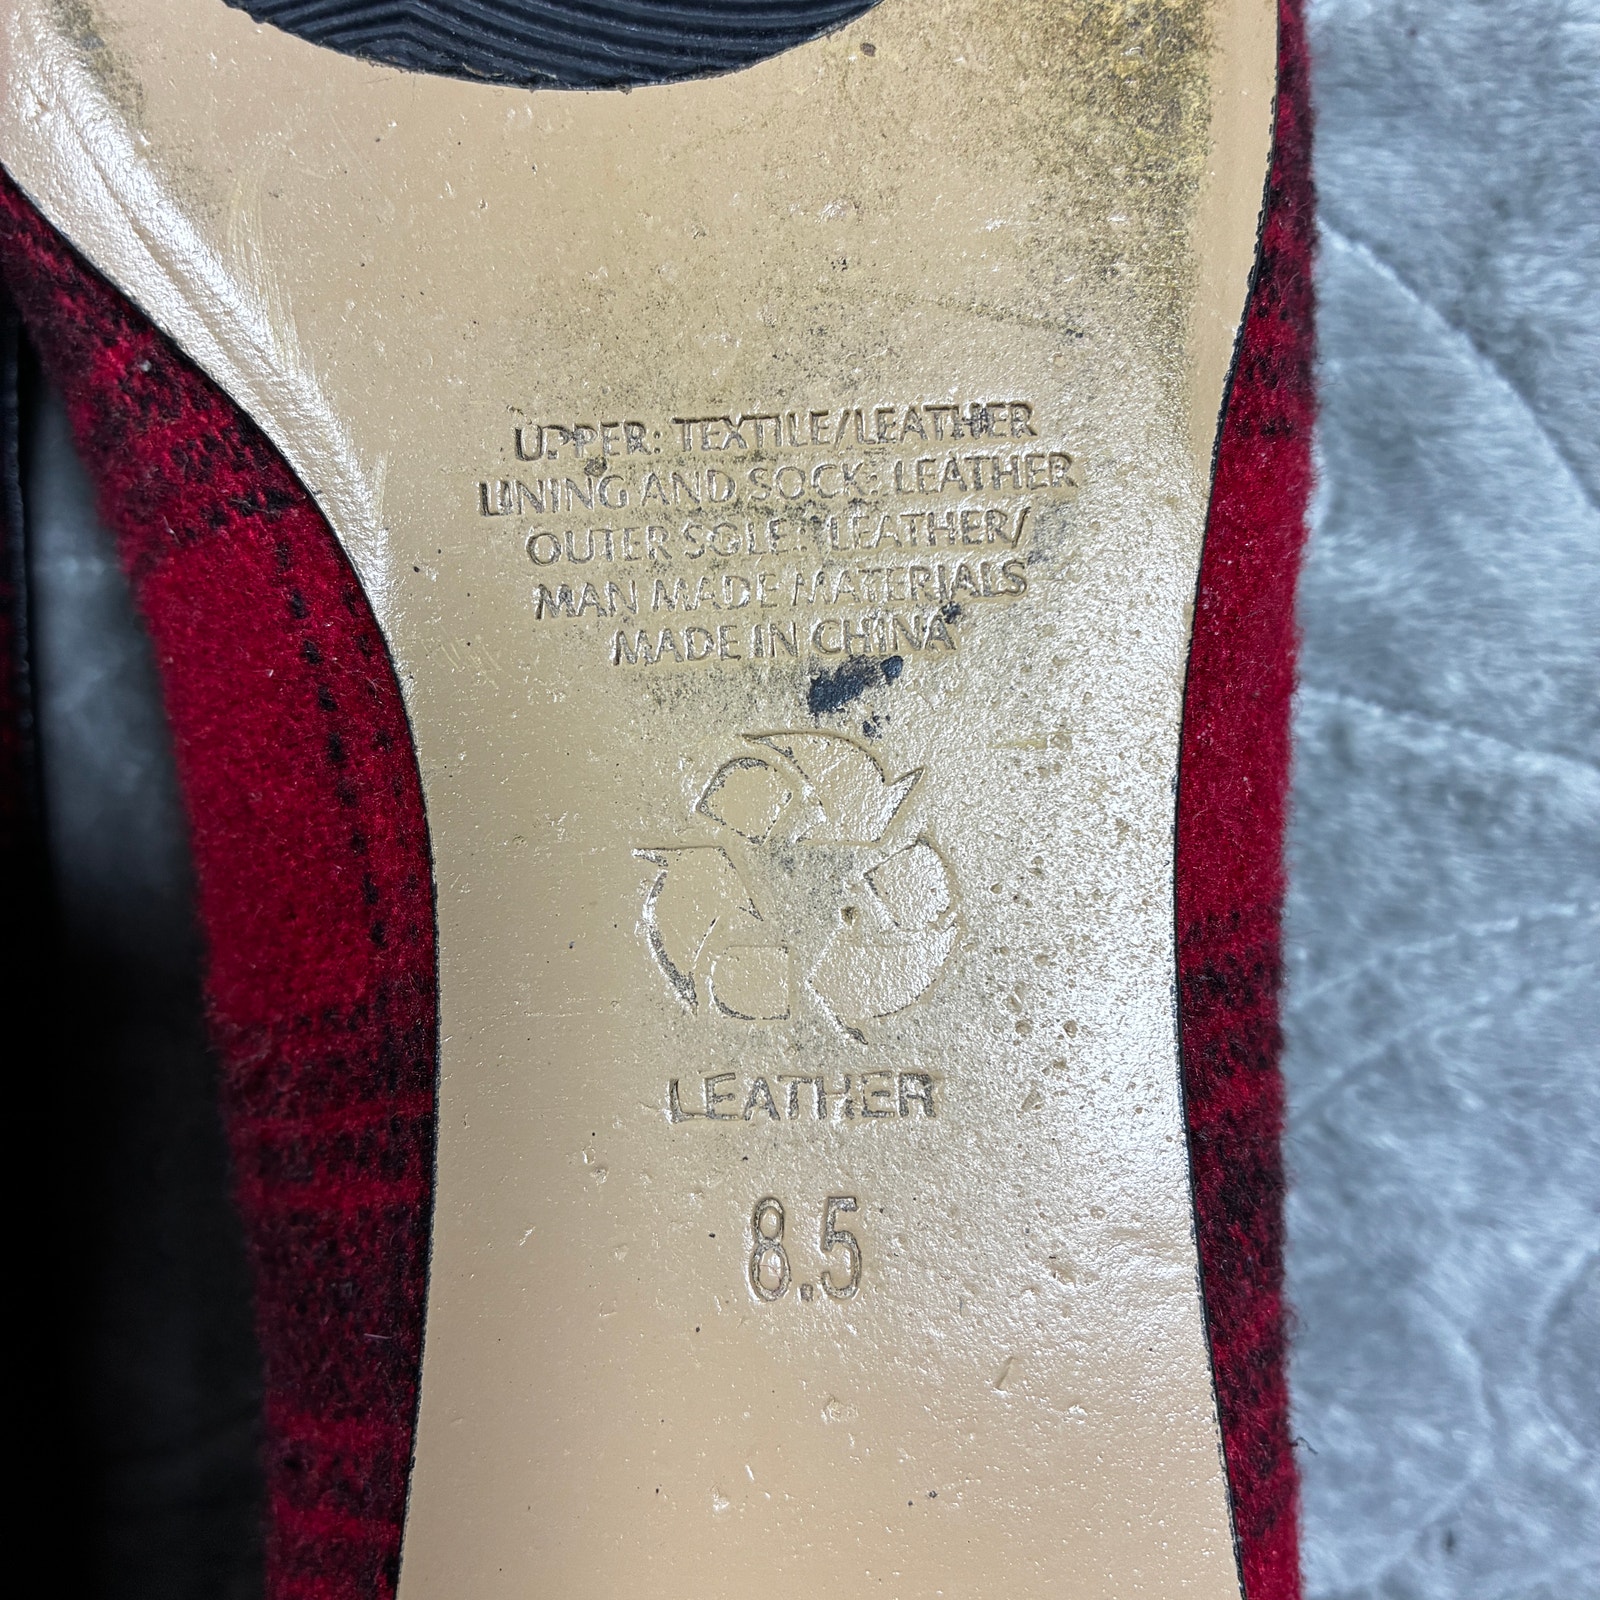 UPPER: TEXTILE/LEATHER
LINING AND SOCK: LEATHER
OUTER SOLE: LEATHER/
MAN MADE MATERIALS
MADE IN CHINA
LEATHER
8.5